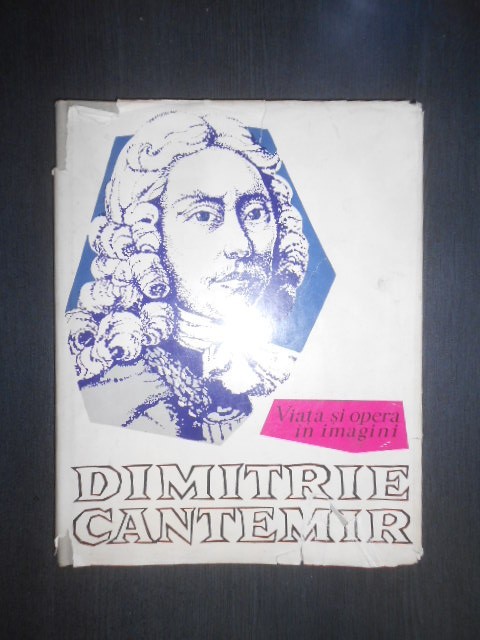 Viața și opera
în imagini
DIMITRIE
CANTEMIR